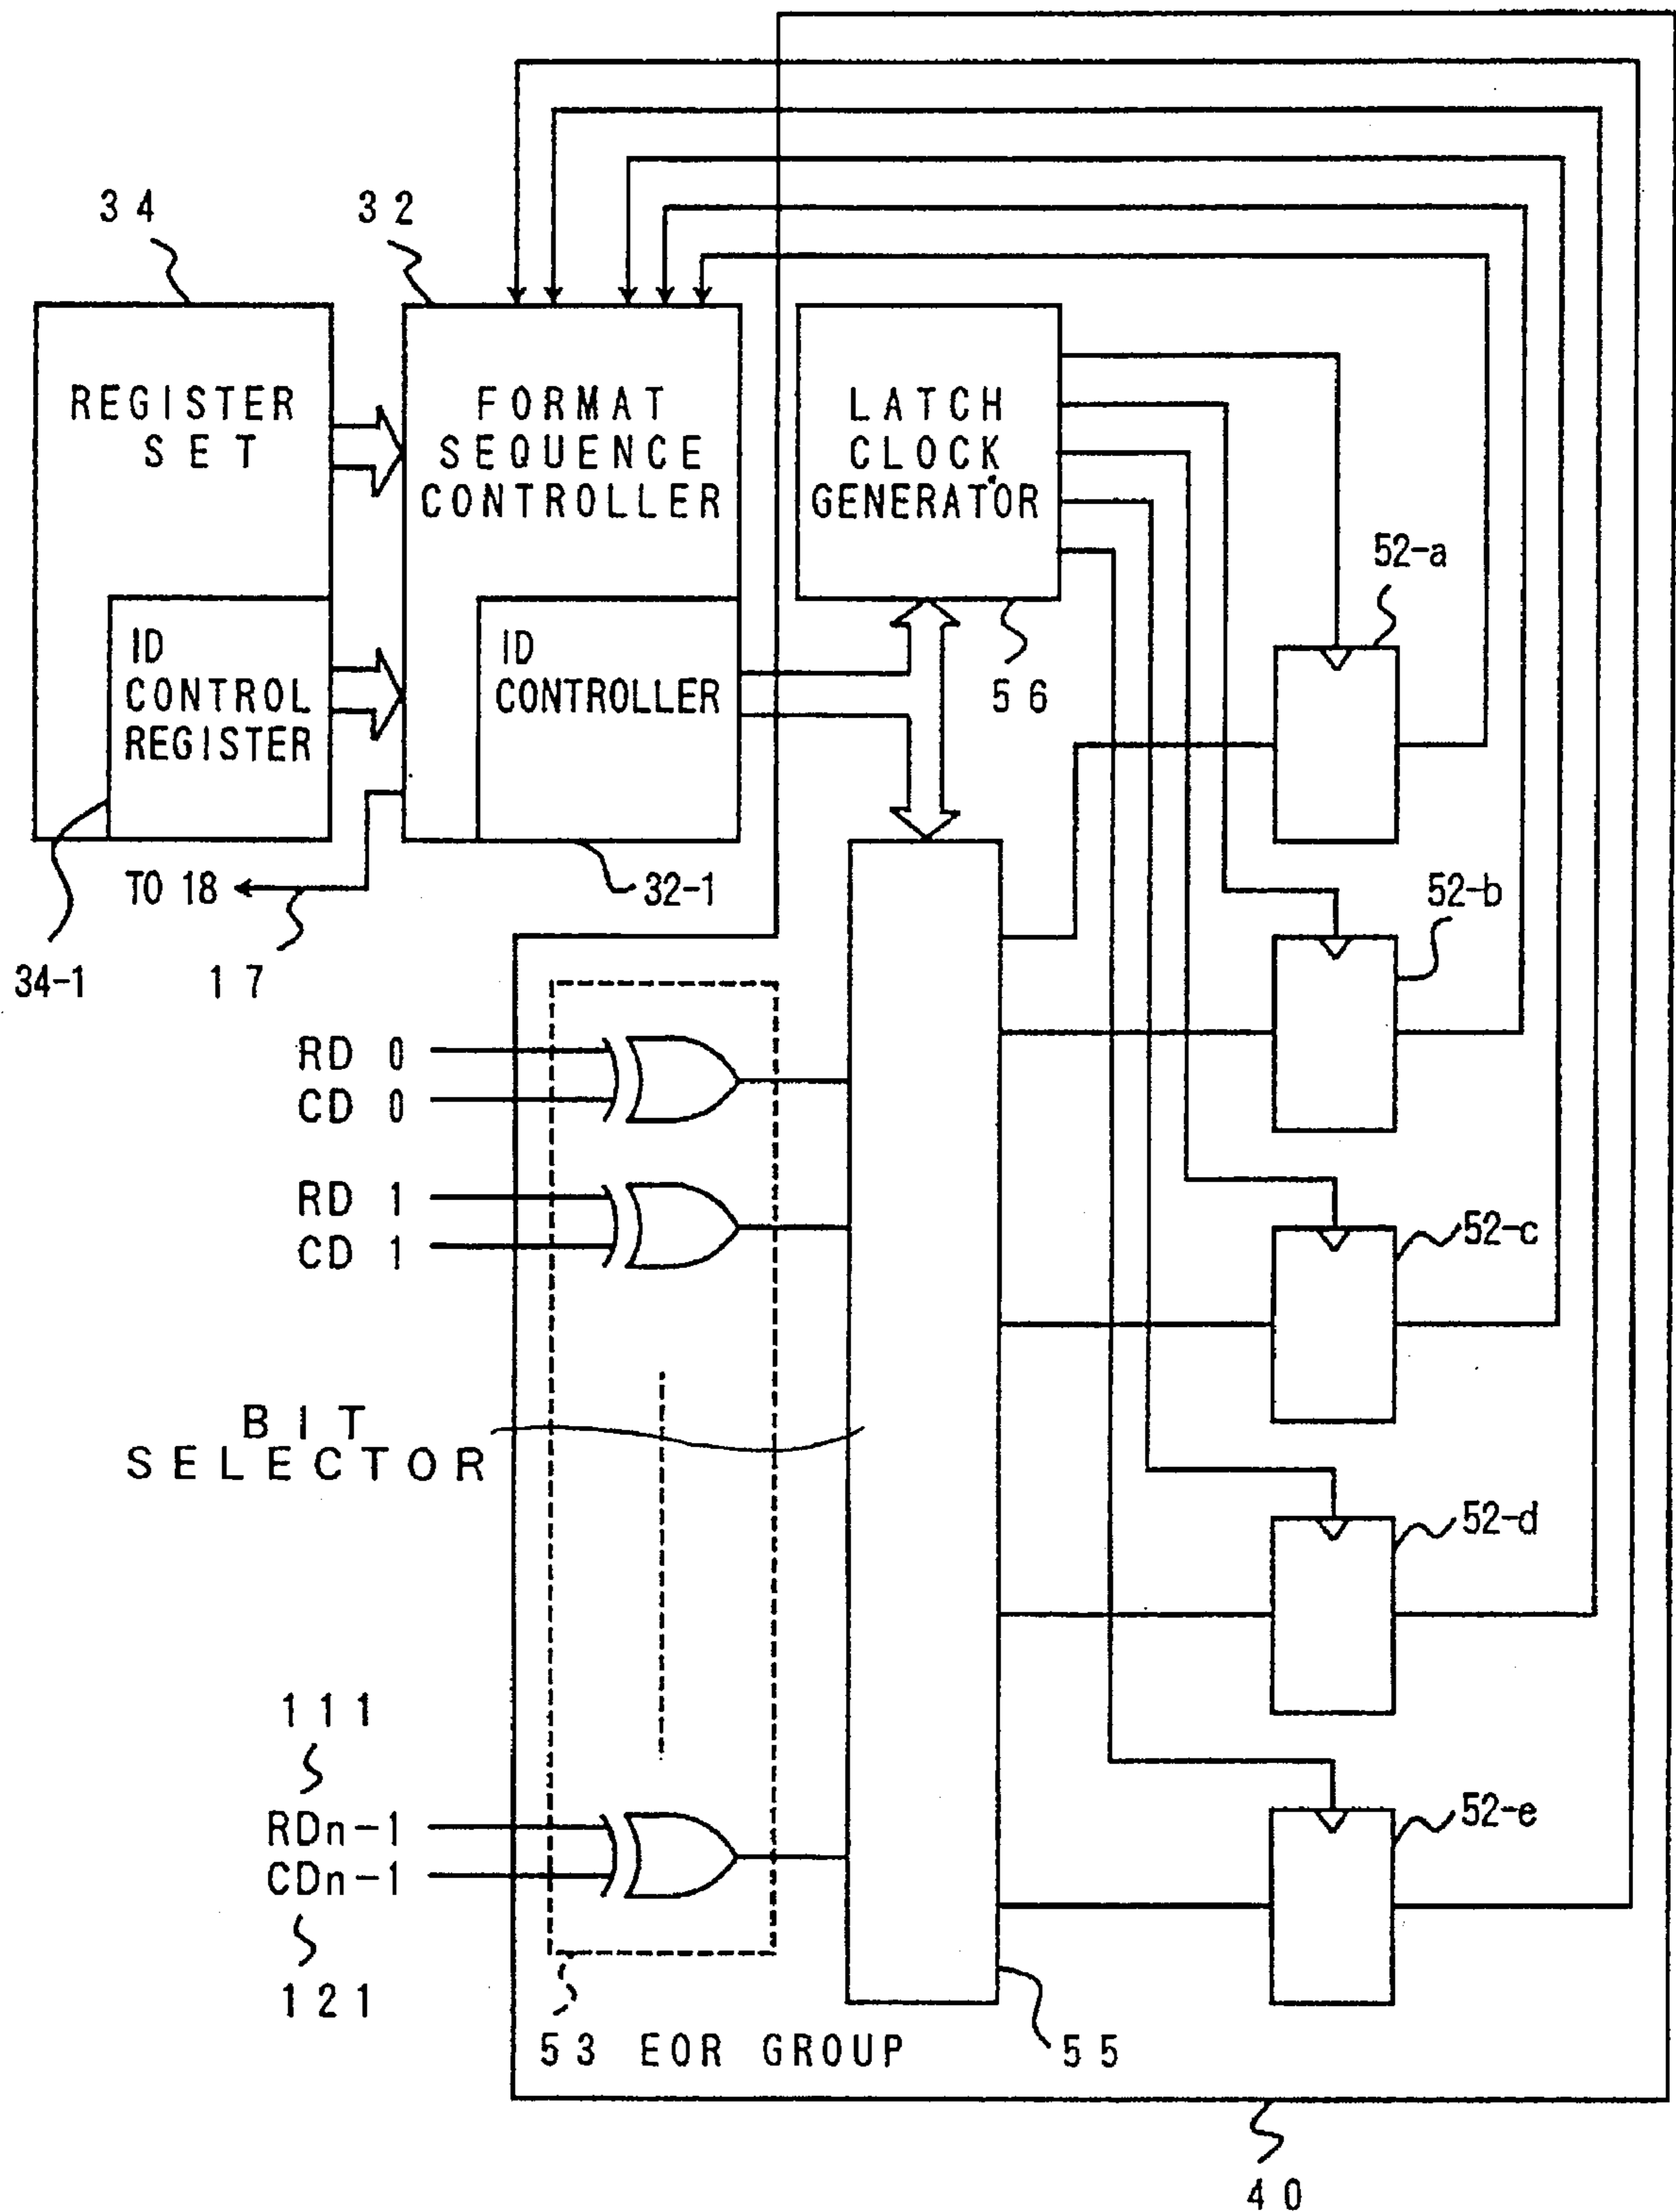 34
32
REGISTER
SET
FORMAT
SEQUENCE
CONTROLLER
LATCH
CLOCK
GENERATOR
52-a
ID
CONTROL
REGISTER
ID
CONTROLLER
56
TO 18
32-1
52-b
34-1
17
RD 0
CD 0
RD 1
CD 1
52-c
BIT
SELECTOR
52-d
111
RDn-1
CDn-1
52-e
121
53 EOR GROUP
55
40